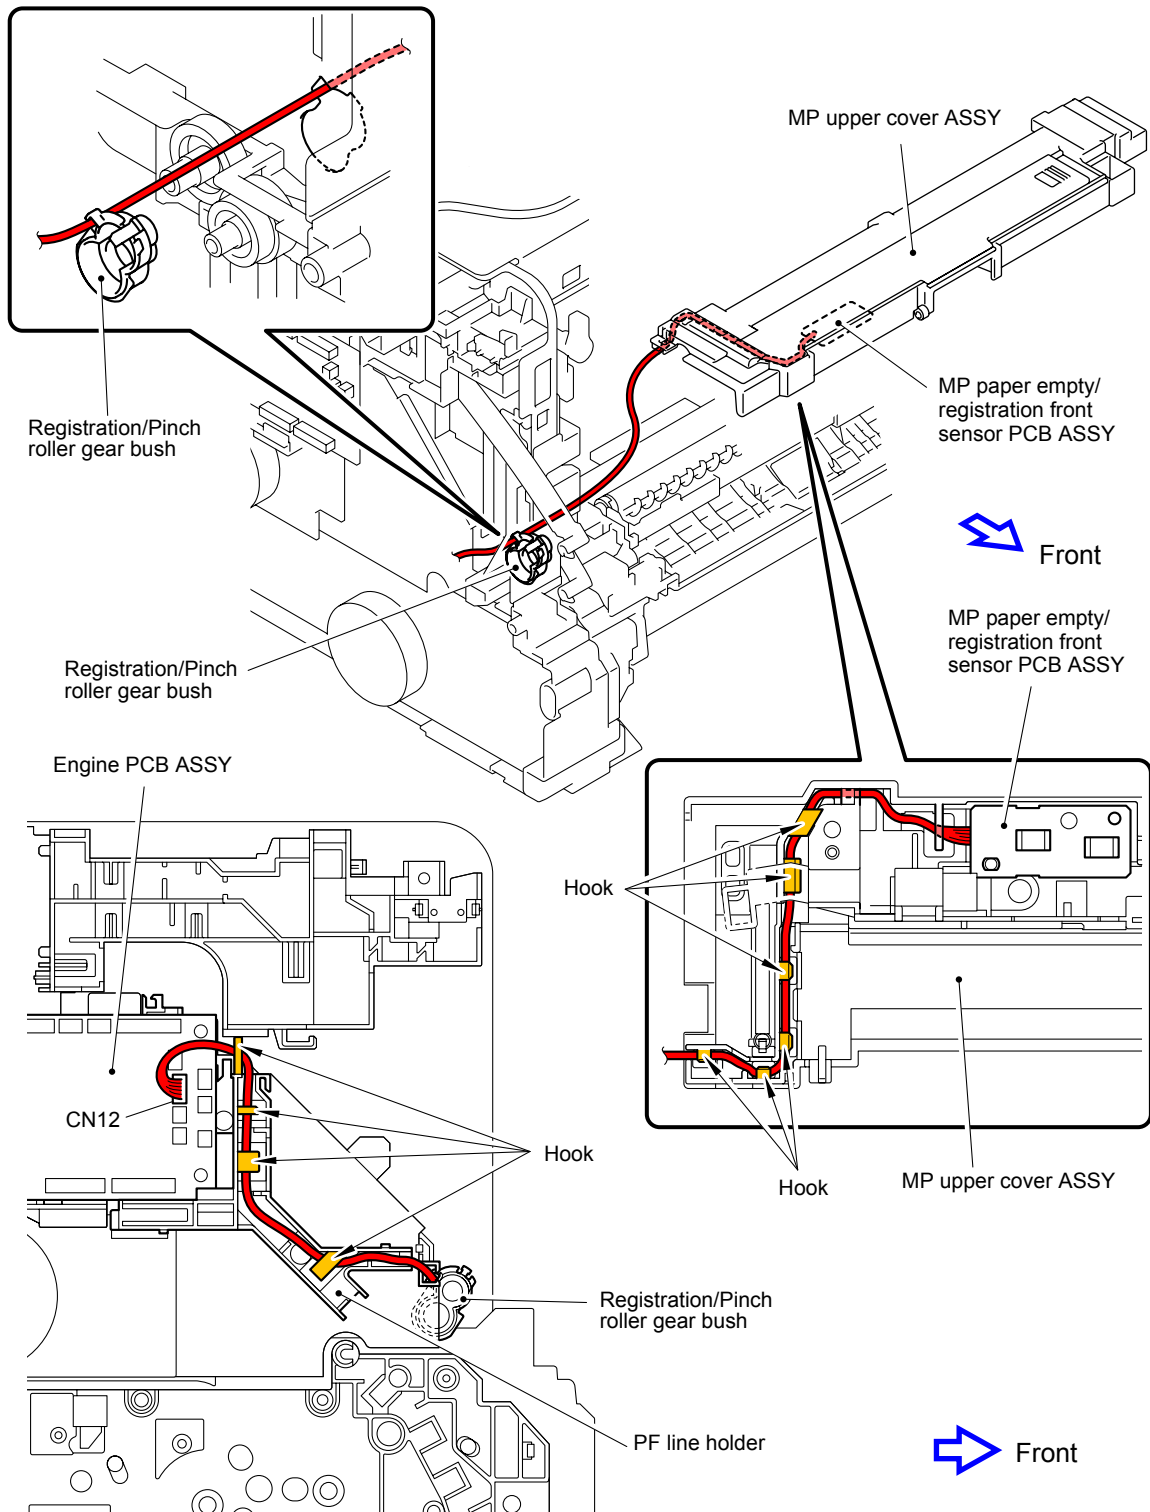 MP upper cover ASSY
MP paper empty/
registration front
sensor PCB ASSY
Registration/Pinch
roller gear bush
Front
MP paper empty/
registration front
sensor PCB ASSY
Registration/Pinch
roller gear bush
Engine PCB ASSY
Hook
CN12
Hook
Hook
MP upper cover ASSY
Registration/Pinch
roller gear bush
PF line holder
Front